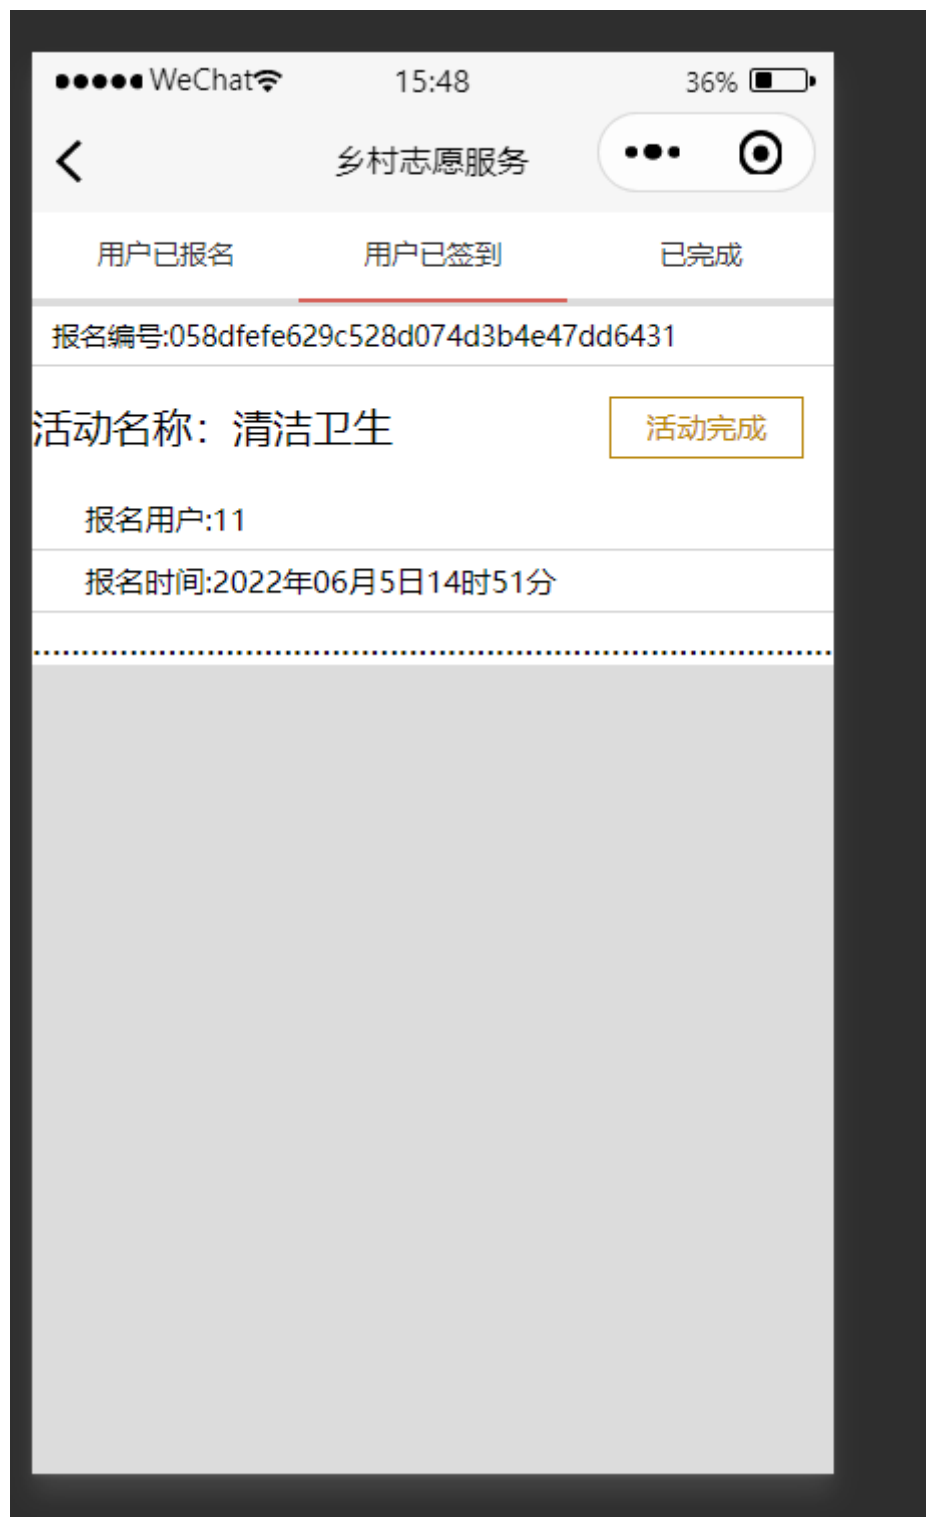 WeChat 15:48 36%
乡村志愿服务
用户已报名 用户已签到 已完成
报名编号:058dfefe629c528d074d3b4e47dd6431
活动名称：清洁卫生 活动完成
报名用户:11
报名时间:2022年06月5日14时51分